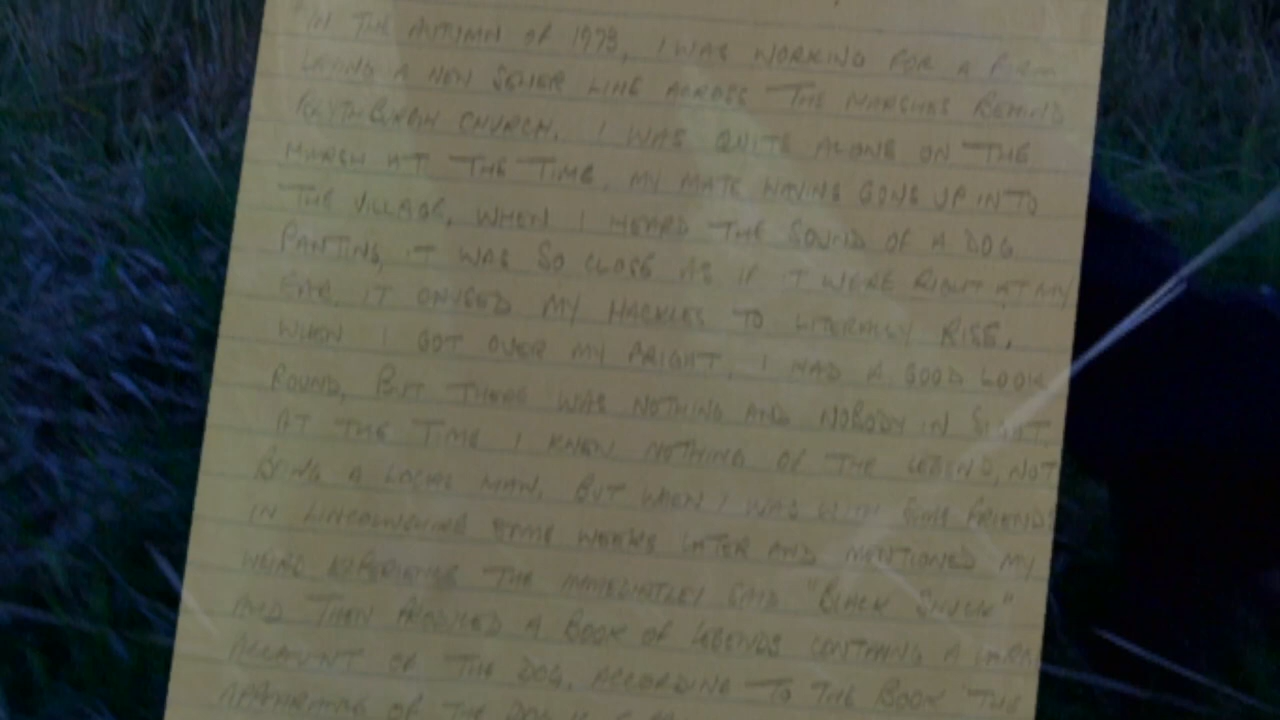 IN THE AUTUMN OF 1973, I WAS WORKING FOR A FIRM
LAYING A NEW SEWER LINE ACROSS THE MARSHES BEHIND
CHURCH. I WAS QUITE ALONE ON THE
MARSH AT THE TIME, MY MATE HAVING GONE UP INTO
THE VILLAGE, WHEN I HEARD THE SOUND OF A DOG
PANTING, IT WAS SO CLOSE AS IF IT WERE RIGHT AT MY
EAR. IT CAUSED MY HACKLES TO LITERALLY RISE.
WHEN I GOT OVER MY FRIGHT, I HAD A GOOD LOOK
ROUND, BUT THERE WAS NOTHING AND NOBODY IN SIGHT
AT THE TIME I KNEW NOTHING OF THE LEGEND, NOT
BEING A LOCAL MAN, BUT WHEN I WAS WITH SOME FRIENDS
IN LINCOLNSHIRE SOME WEEKS LATER AND MENTIONED MY
WEIRD EXPERIENCE THE IMMEDIATLEY SAID "BLACK SHUCK"
AND THEN PRODUCED A BOOK OF LEGENDS CONTAINING A
ACCOUNT OF THE DOG. ACCORDING TO THE BOOK THE
OF THE DOG IS